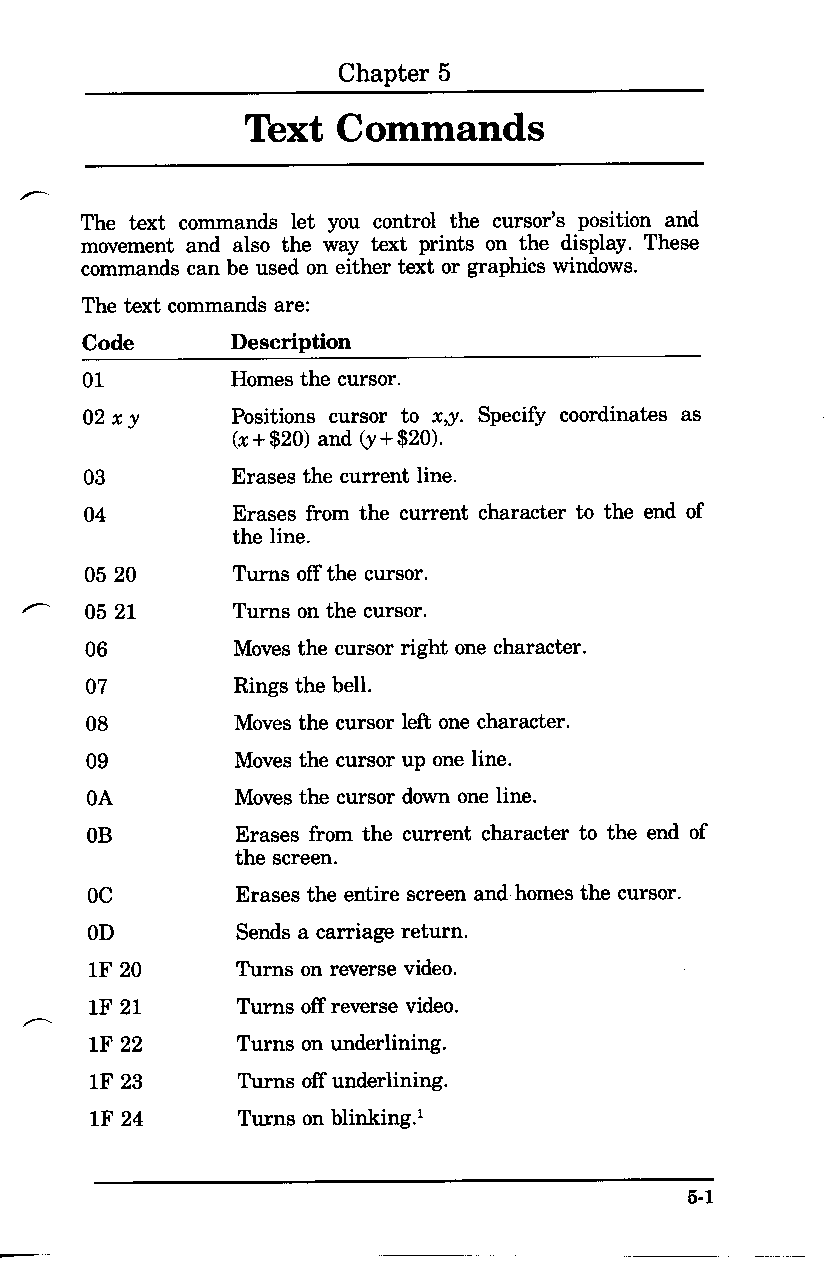 Chapter 5
Text Commands
The text commands let you control the cursor's position and
movement and also the way text prints on the display. These
commands can be used on either text or graphics windows.
The text commands are:
Code Description
01 Homes the cursor.
02 x y Positions cursor to x,y. Specify coordinates as
(x + $20) and (y + $20).
03 Erases the current line.
04 Erases from the current character to the end of
the line.
05 20 Turns off the cursor.
05 21 Turns on the cursor.
06 Moves the cursor right one character.
07 Rings the bell.
08 Moves the cursor left one character.
09 Moves the cursor up one line.
0A Moves the cursor down one line.
0B Erases from the current character to the end of
the screen.
0C Erases the entire screen and homes the cursor.
0D Sends a carriage return.
1F 20 Turns on reverse video.
1F 21 Turns off reverse video.
1F 22 Turns on underlining.
1F 23 Turns off underlining.
1F 24 Turns on blinking.¹
5-1